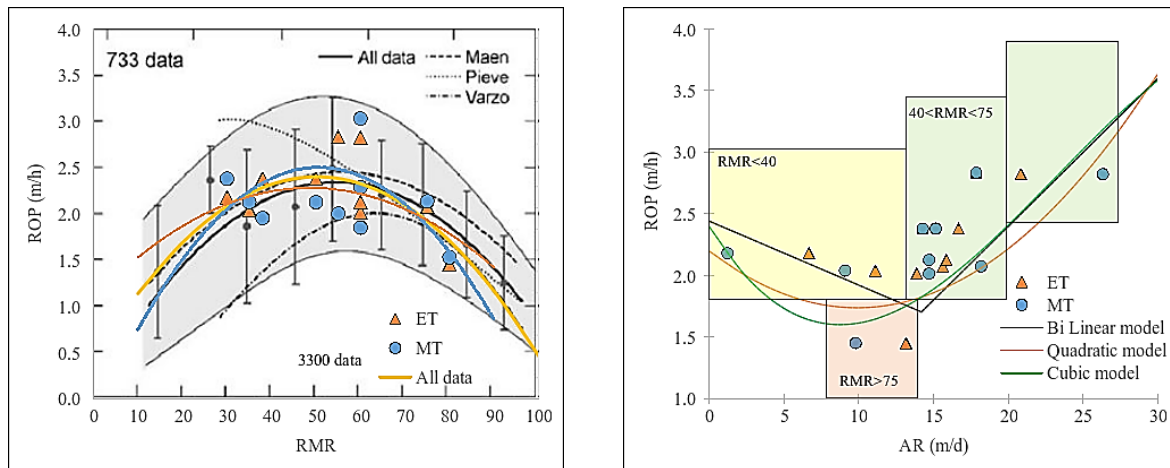 4.0
3.5
3.0
2.5
2.0
1.5
1.0
0.5
0.0
ROP (m/h)
733 data
All data
Maen
Pieve
Varzo
ET
MT
3300 data
All data
0 10 20 30 40 50 60 70 80 90 100
RMR
4.0
3.5
3.0
2.5
2.0
1.5
1.0
ROP (m/h)
RMR<40
40<RMR<75
RMR>75
ET
MT
Bi Linear model
Quadratic model
Cubic model
0 5 10 15 20 25 30
AR (m/d)